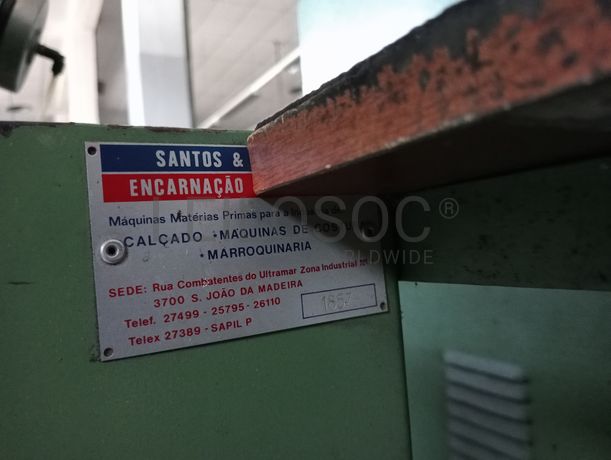 SANTOS &
ENCARNAÇÃO
Máquinas Matérias Primas para a
CALÇADO • MÁQUINAS DE
• MARROQUINARIA
SEDE: Rua Combatentes do Ultramar Zona Industrial
3700 S. JOÃO DA MADEIRA
Telef. 27499 - 25795 - 26110
Telex 27389 - SAPIL P